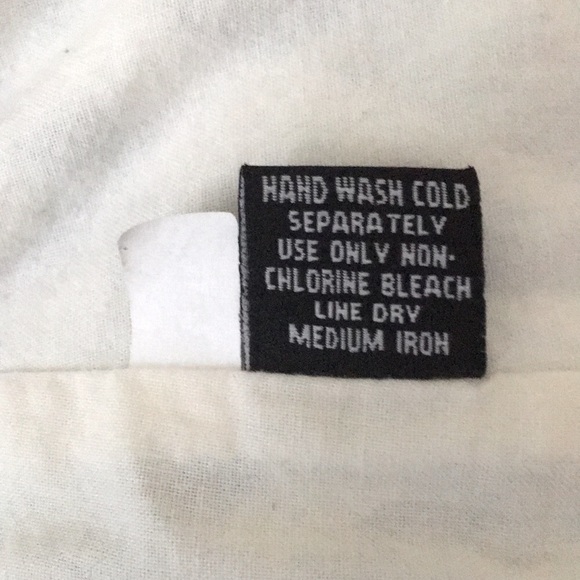 HAND WASH COLD
SEPARATELY
USE ONLY NON-
CHLORINE BLEACH
LINE DRY
MEDIUM IRON